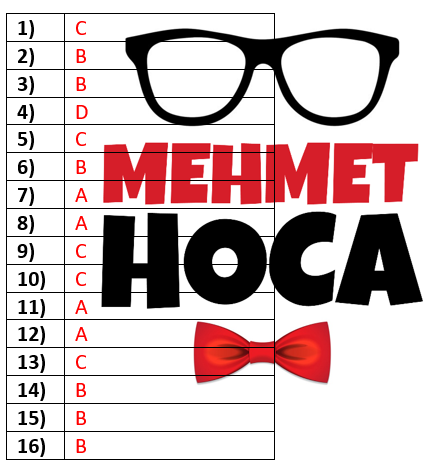 1) C
2) B
3) B
4) D
5) C
6) B
MEHMET
7) A
8) A
HOCA
9) C
10) C
11) A
12) A
13) C
14) B
15) B
16) B